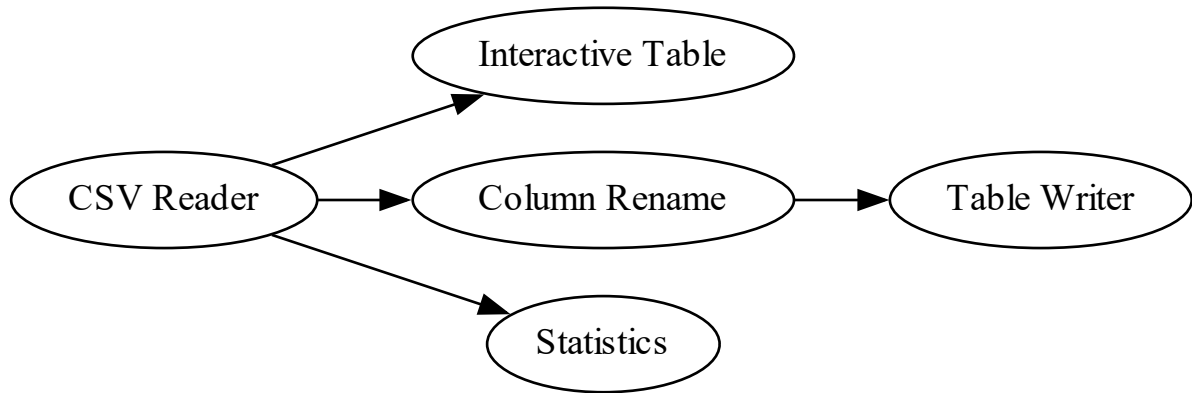 Interactive Table
CSV Reader
Column Rename
Table Writer
Statistics